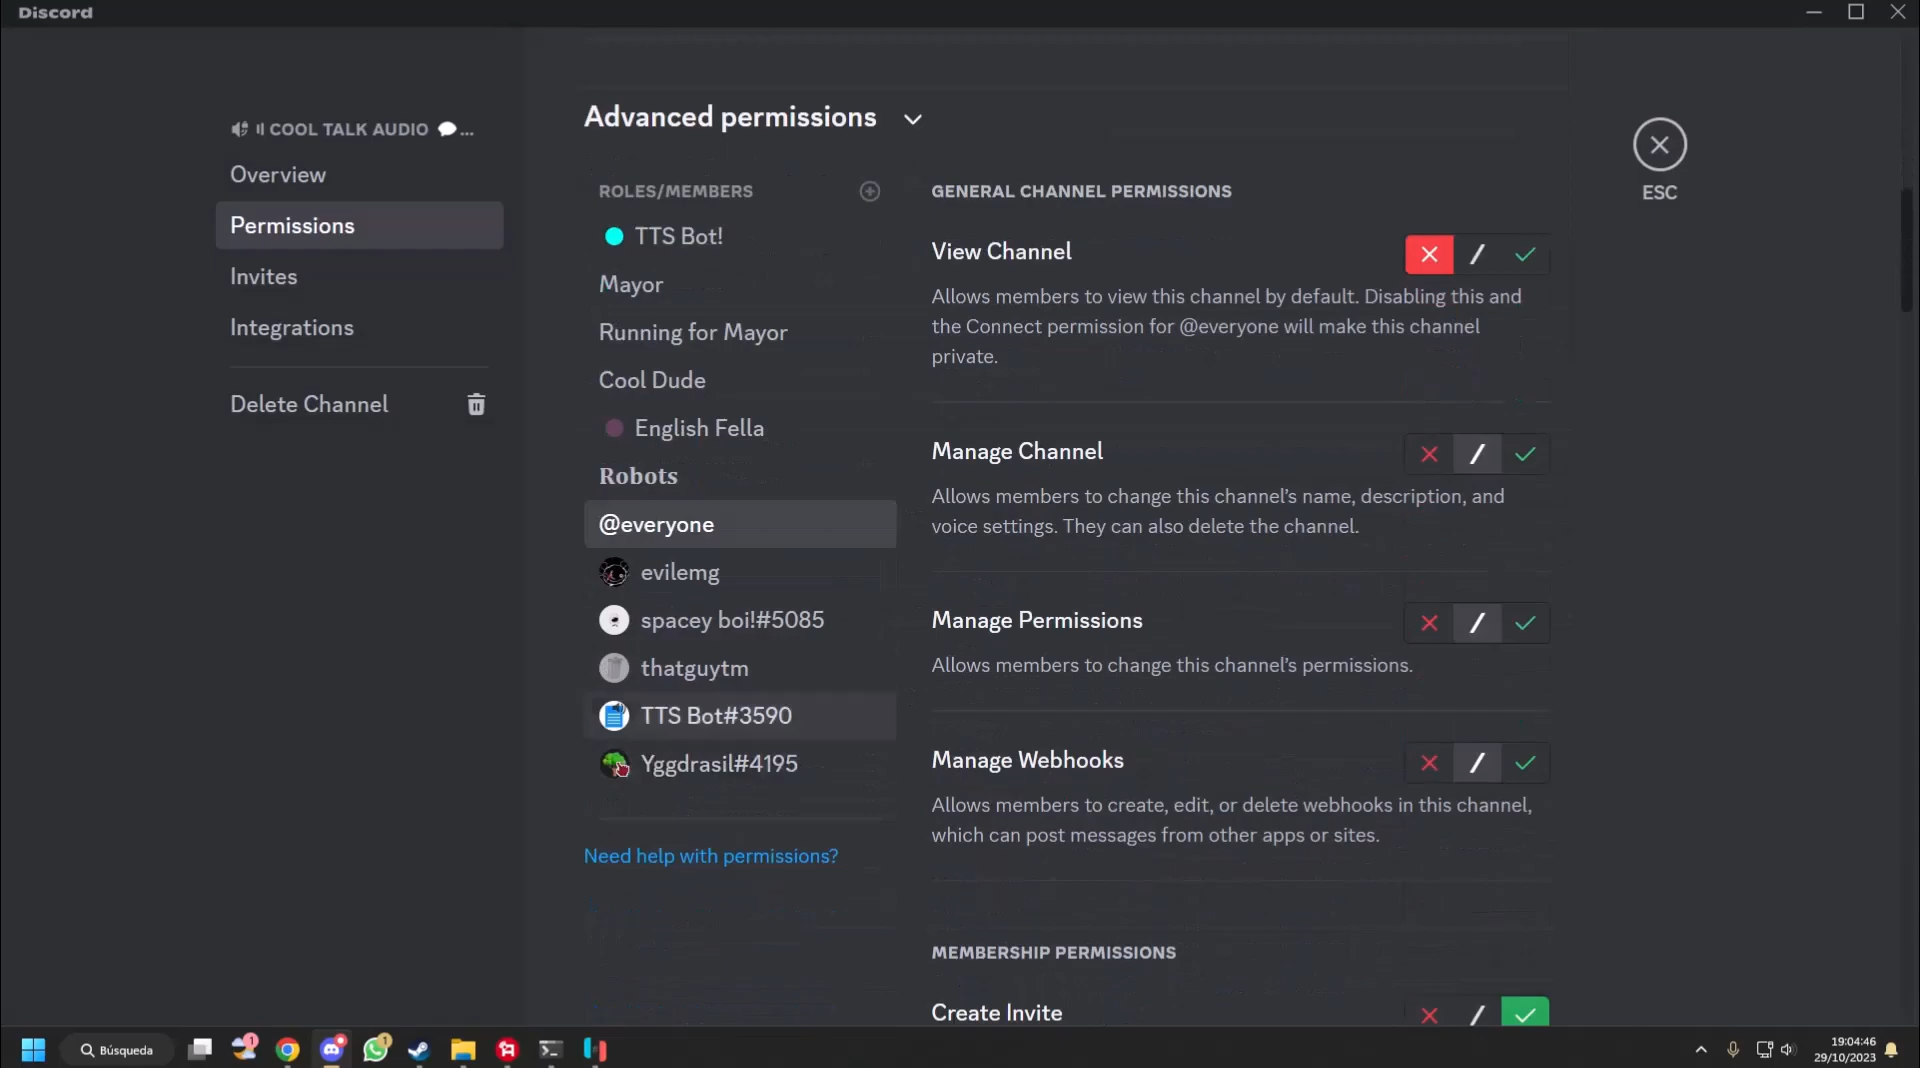 Discord
COOL TALK AUDIO 💬...
Overview
Permissions
Invites
Integrations
Delete Channel
Advanced permissions
ROLES/MEMBERS
TTS Bot!
Mayor
Running for Mayor
Cool Dude
English Fella
Robots
@everyone
evilemg
spacey boi!#5085
thatguytm
TTS Bot#3590
Yggdrasil#4195
Need help with permissions?
GENERAL CHANNEL PERMISSIONS
View Channel
Allows members to view this channel by default. Disabling this and
the Connect permission for @everyone will make this channel
private.
Manage Channel
Allows members to change this channel's name, description, and
voice settings. They can also delete the channel.
Manage Permissions
Allows members to change this channel's permissions.
Manage Webhooks
Allows members to create, edit, or delete webhooks in this channel,
which can post messages from other apps or sites.
MEMBERSHIP PERMISSIONS
Create Invite
ESC
Búsqueda
1
1
19:04:46
29/10/2023